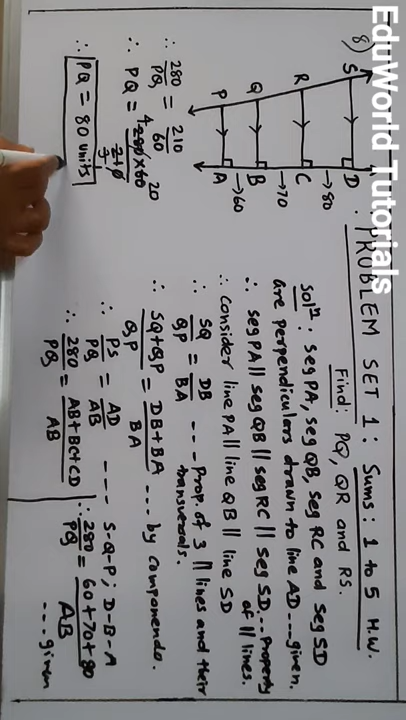 EduWorld Tutorials
PROBLEM SET 1: Sums: 1 to 5 H.W.
8)
Find: PQ, QR and RS.
S
R
Q
P
D
C
B
A
→80
→70
→60
Solⁿ: seg PA, seg QB, seg RC and seg SD
are perpendiculars drawn to line AD ---given.
∴ seg PA || seg QB || seg RC || seg SD... Property
of || lines.
∴ Consider line PA || line QB || line SD
∴ SQ/QP = DB/BA --- Prop. of 3 || lines and their
transversals.
∴ SQ+QP/QP = DB+BA/BA --- by componendo.
∴ PS/PQ = AD/AB --- S-Q-P; D-B-A
∴ 280/PQ = AB+BC+CD/AB
∴ 280/PQ = 60+70+80/AB
--- given
∴ 280/PQ = 210/60
∴ PQ = 280×60/210
4
20
3
∴ PQ = 80 units